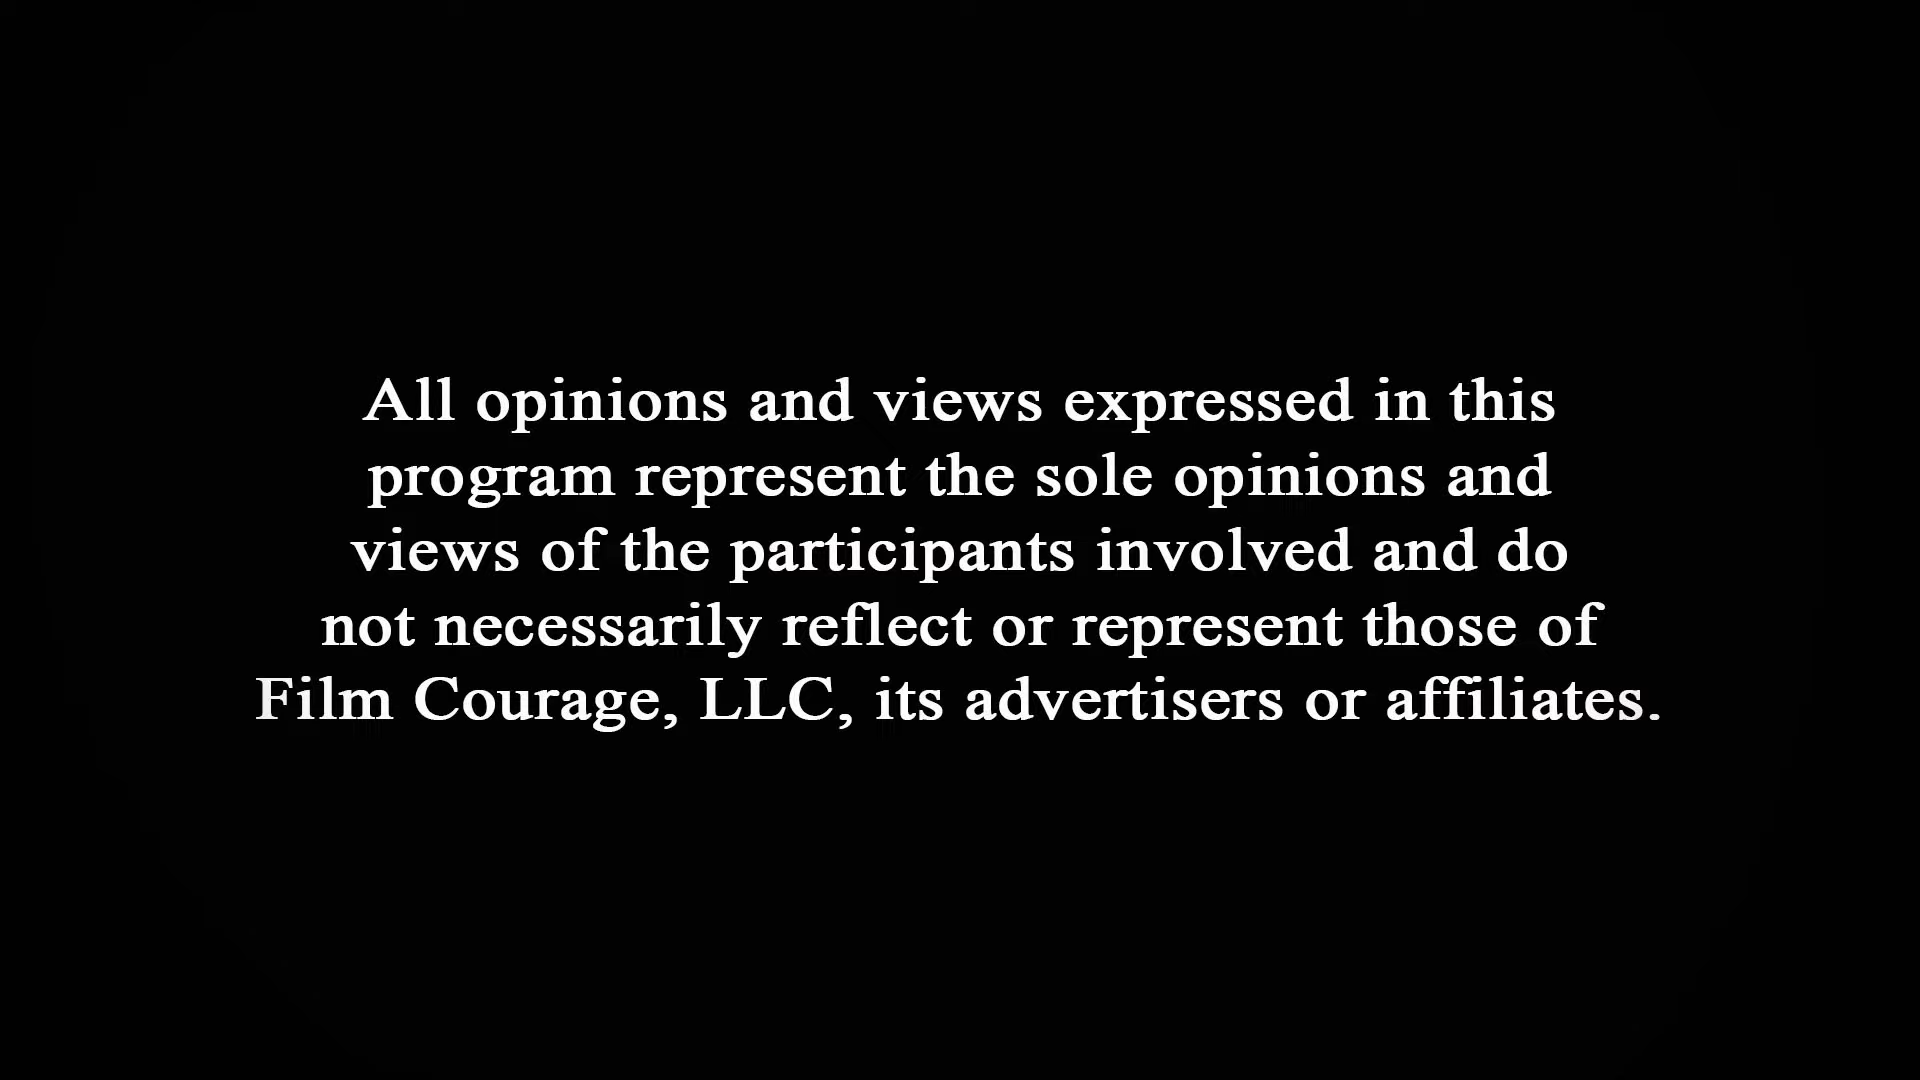 All opinions and views expressed in this
program represent the sole opinions and
views of the participants involved and do
not necessarily reflect or represent those of
Film Courage, LLC, its advertisers or affiliates.